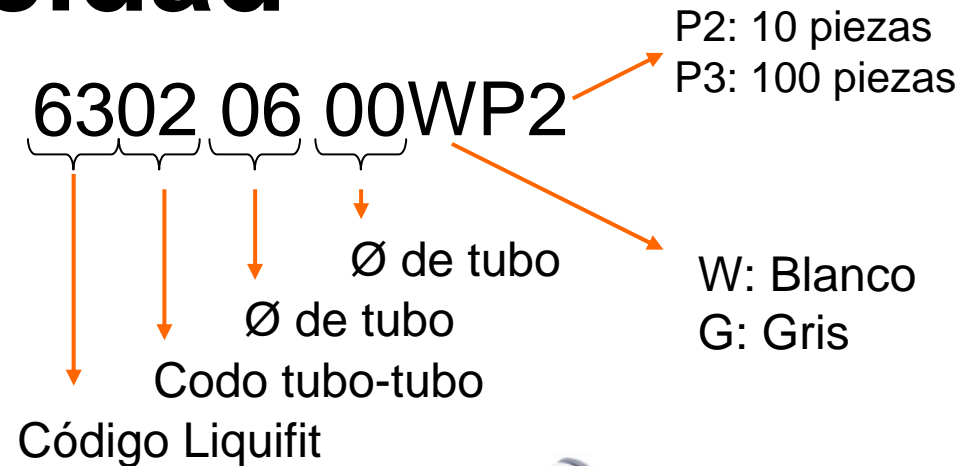 P2: 10 piezas
P3: 100 piezas
6302 06 00WP2
Ø de tubo
Ø de tubo
Codo tubo-tubo
Código Liquifit
W: Blanco
G: Gris